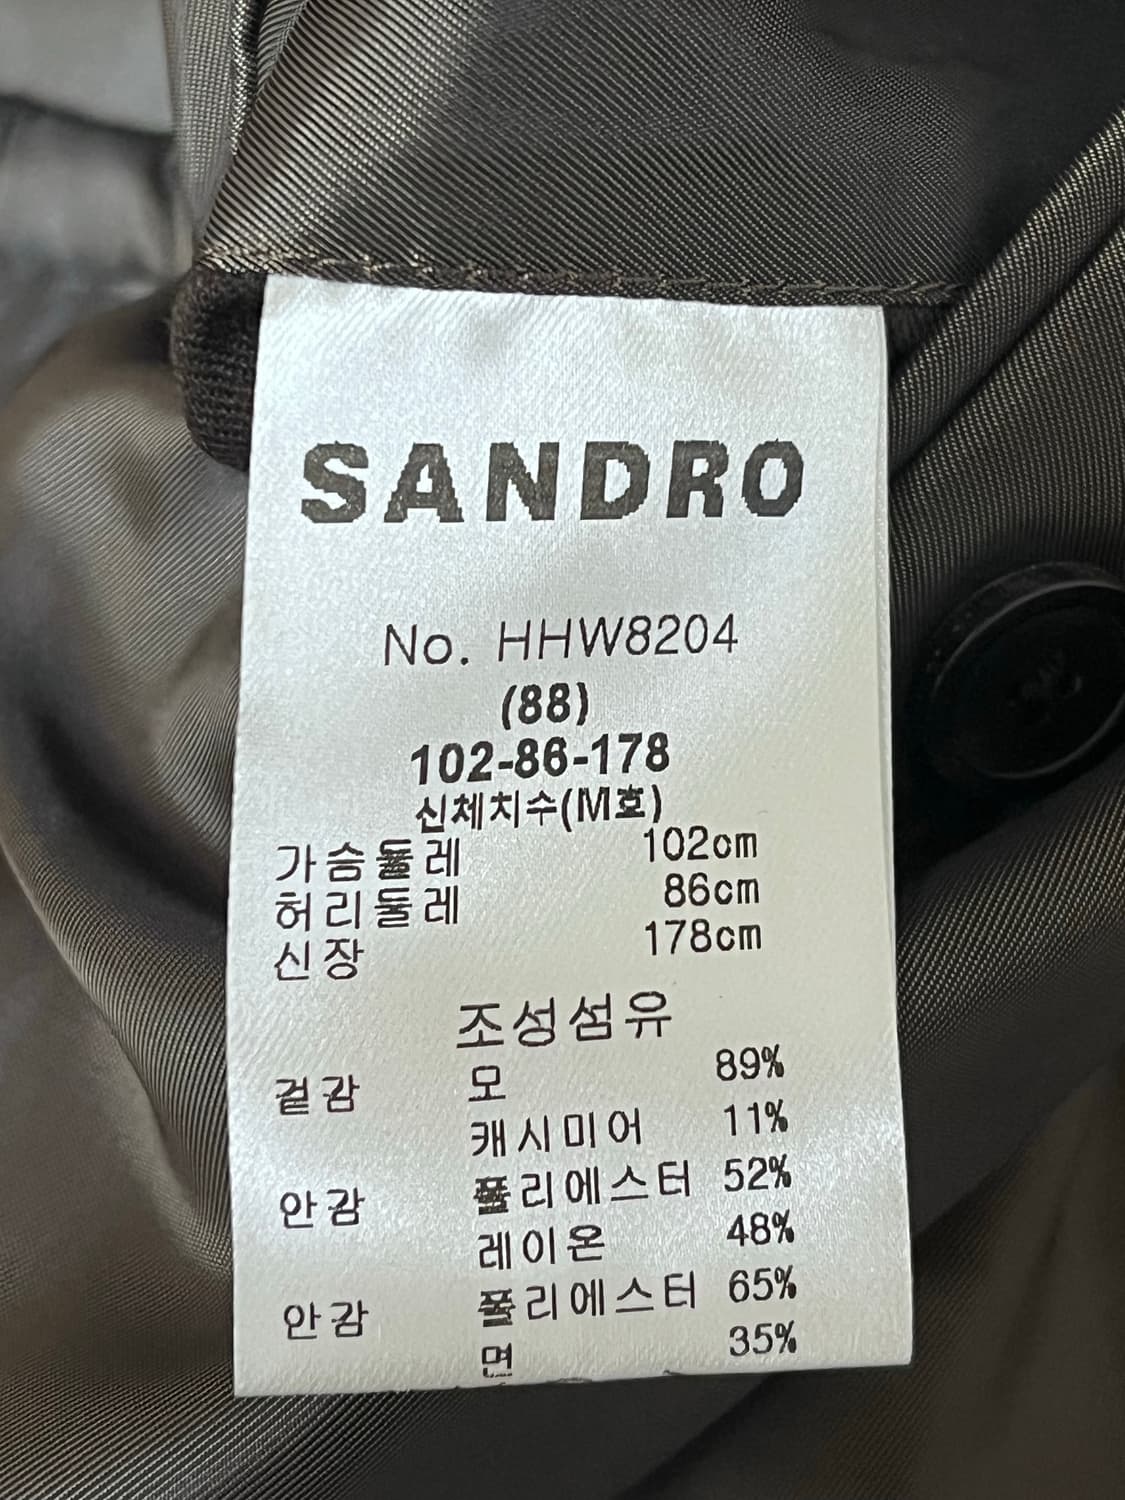 SANDRO
No. HHW8204
(88)
102-86-178
신체치수(M호)
가슴둘레 102cm
허리둘레 86cm
신장 178cm
조성섬유
겉감 모 89%
캐시미어 11%
안감 폴리에스터 52%
레이온 48%
안감 폴리에스터 65%
면 35%